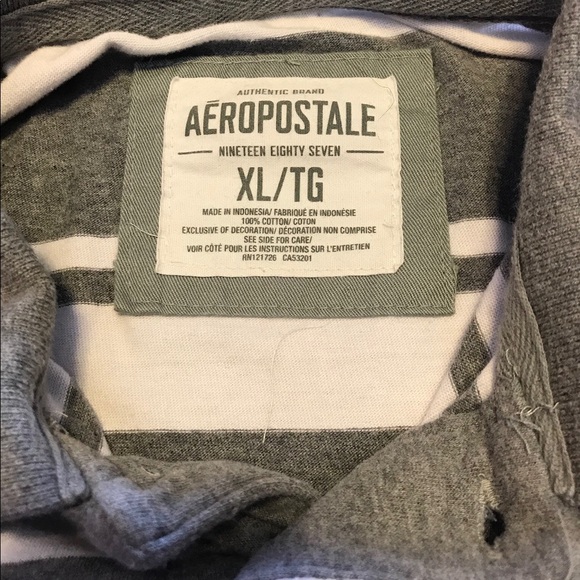 AUTHENTIC BRAND
AÉROPOSTALE
NINETEEN EIGHTY SEVEN
XL/TG
MADE IN INDONESIA/ FABRIQUÉ EN INDONÉSIE
100% COTTON/ COTON
EXCLUSIVE OF DECORATION/ DÉCORATION NON COMPRISE
SEE SIDE FOR CARE/
VOIR CÔTÉ POUR LES INSTRUCTIONS SUR L'ENTRETIEN
RN121726 CA53201